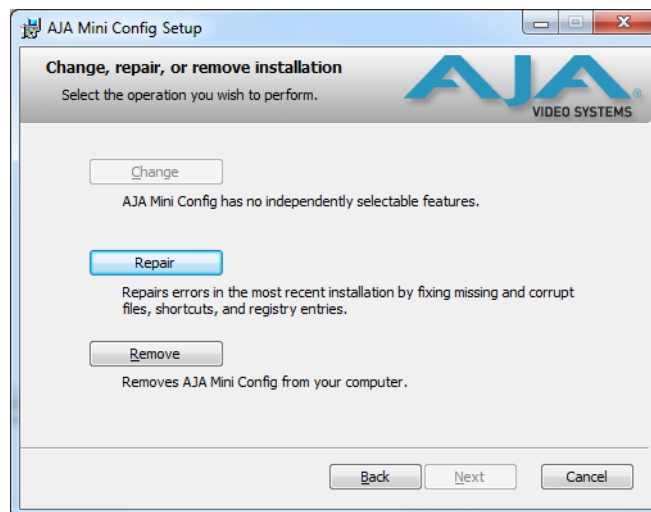 AJA Mini Config Setup
Change, repair, or remove installation
Select the operation you wish to perform.
AJA®
VIDEO SYSTEMS
Change
AJA Mini Config has no independently selectable features.
Repair
Repairs errors in the most recent installation by fixing missing and corrupt
files, shortcuts, and registry entries.
Remove
Removes AJA Mini Config from your computer.
Back
Next
Cancel